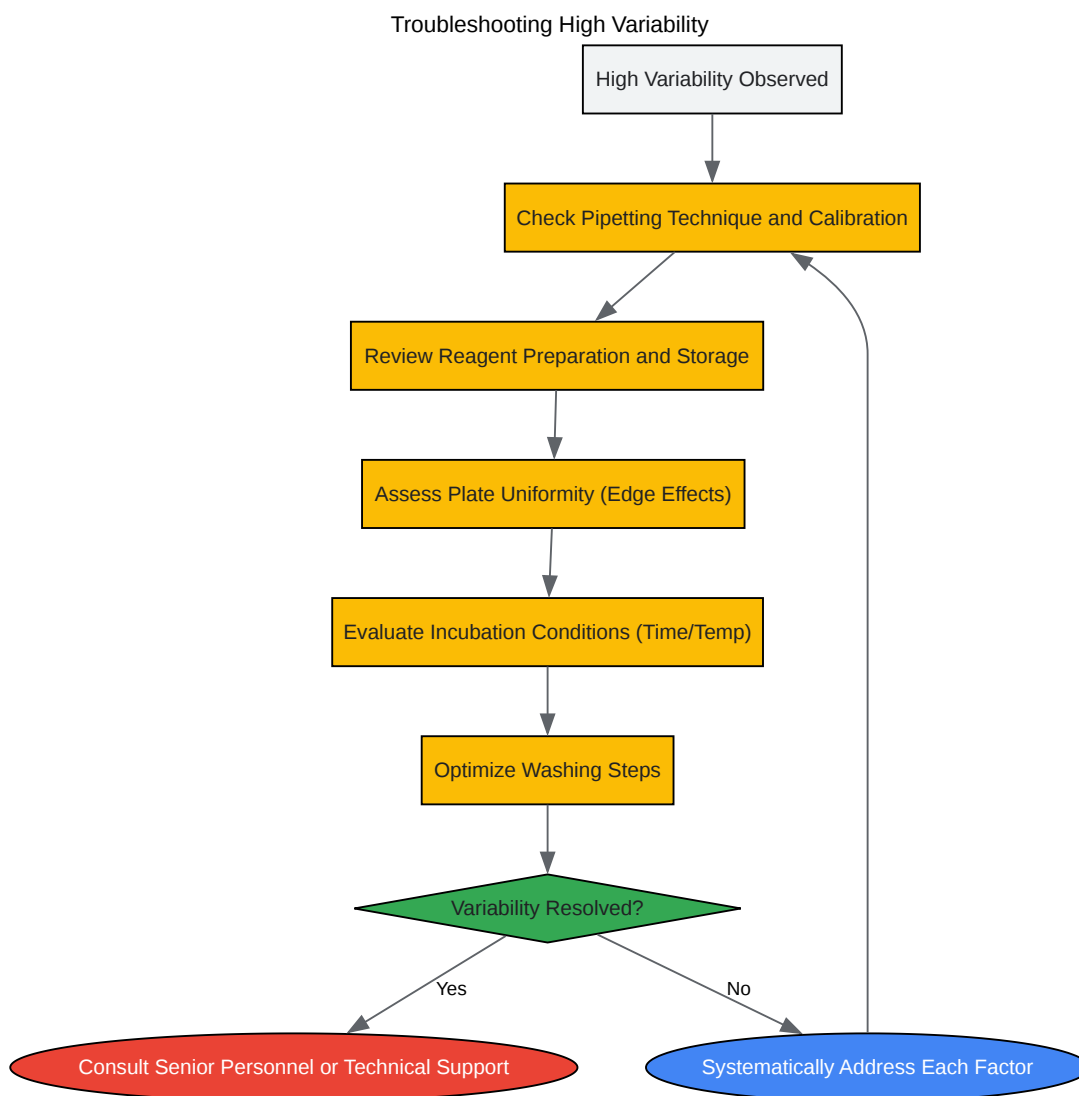 Troubleshooting High Variability
High Variability Observed
Check Pipetting Technique and Calibration
Review Reagent Preparation and Storage
Assess Plate Uniformity (Edge Effects)
Evaluate Incubation Conditions (Time/Temp)
Optimize Washing Steps
Variability Resolved?
Yes
No
Consult Senior Personnel or Technical Support
Systematically Address Each Factor